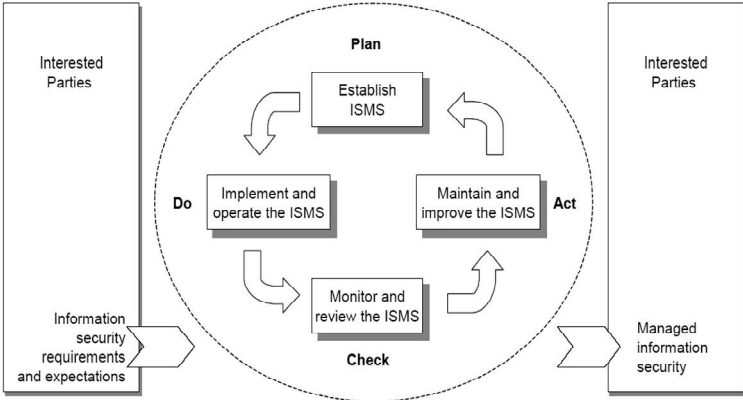 Interested
Parties
Information
security
requirements
and expectations
Plan
Establish
ISMS
Do
Implement and
operate the ISMS
Maintain and
improve the ISMS
Act
Monitor and
review the ISMS
Check
Interested
Parties
Managed
information
security